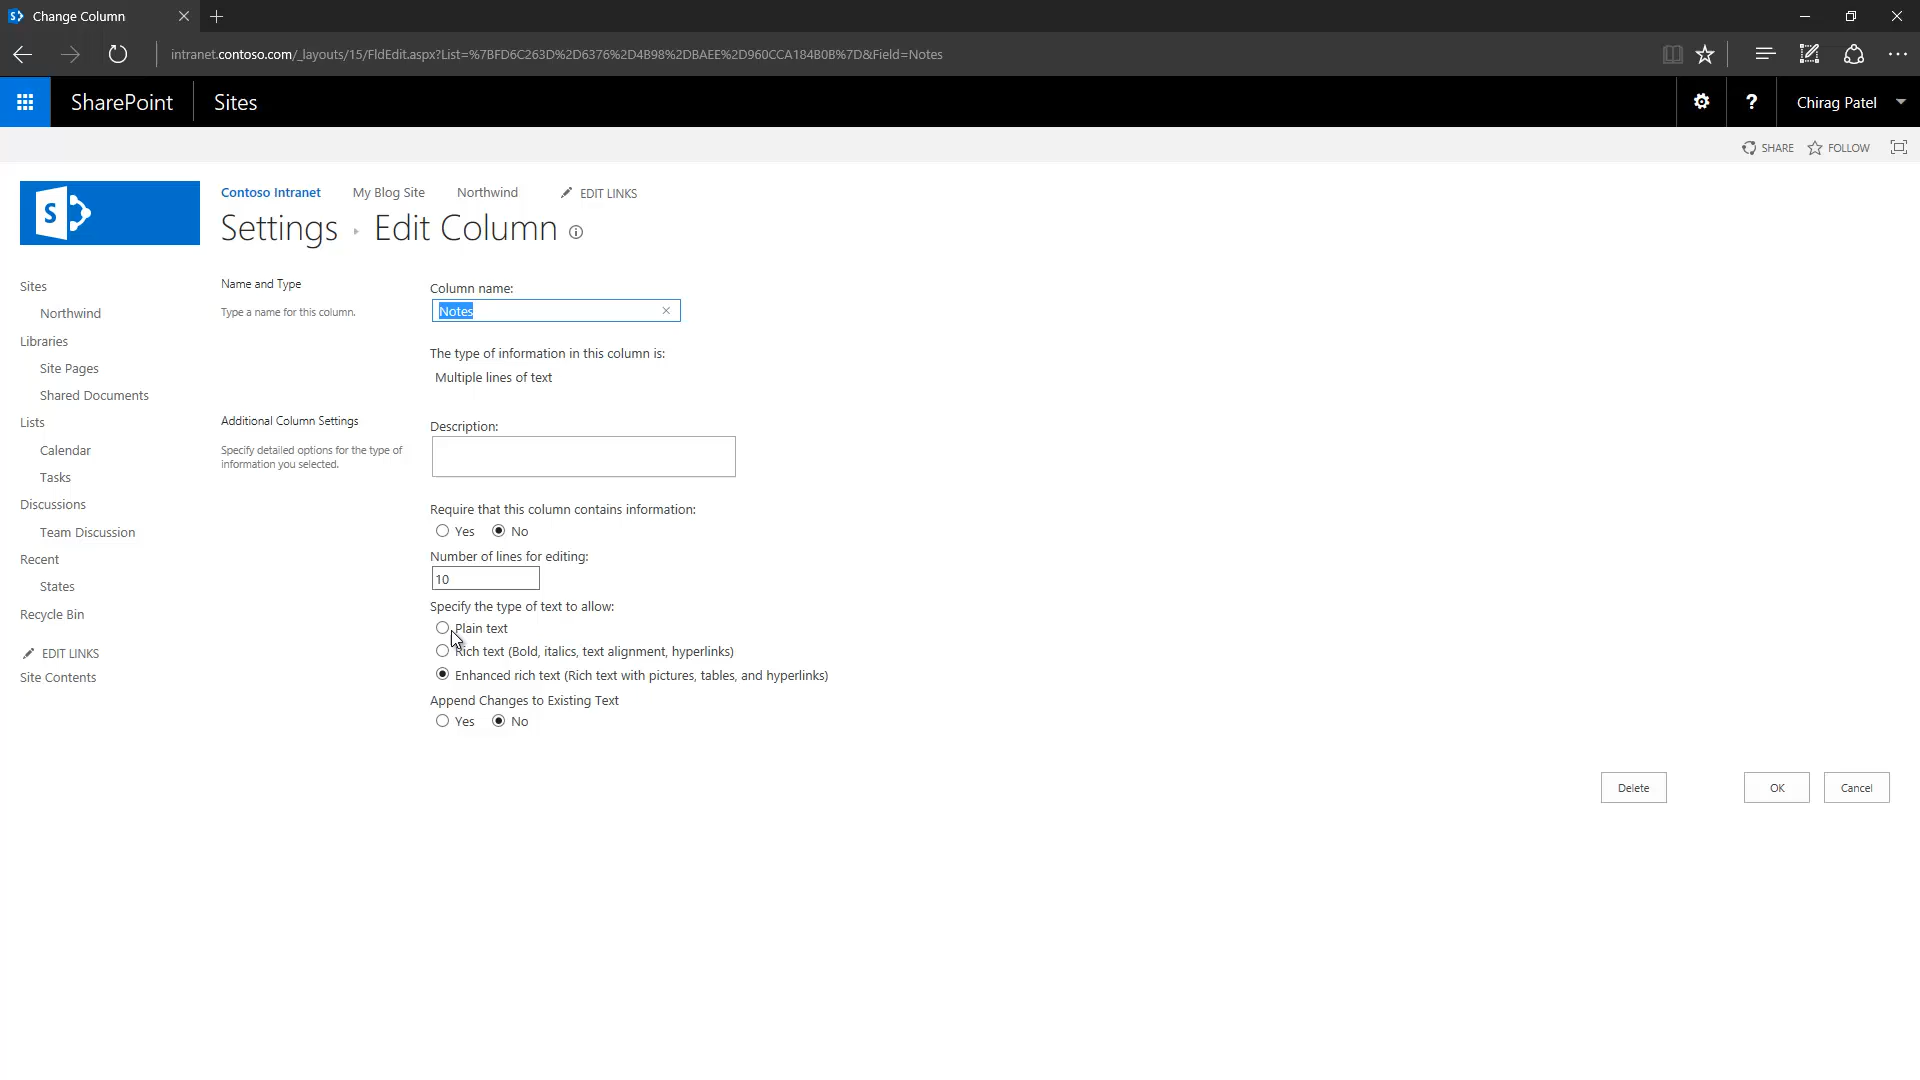 Change Column
intranet.contoso.com/_layouts/15/FldEdit.aspx?List=%7BFD6C263D%2D6376%2D4B98%2DBAEE%2D960CCA184B0B%7D&Field=Notes
SharePoint Sites
? Chirag Patel
SHARE FOLLOW
S
Contoso Intranet My Blog Site Northwind EDIT LINKS
Settings ▸ Edit Column
Sites
Northwind
Libraries
Site Pages
Shared Documents
Lists
Calendar
Tasks
Discussions
Team Discussion
Recent
States
Recycle Bin
EDIT LINKS
Site Contents
Name and Type
Type a name for this column.
Column name:
Notes
The type of information in this column is:
Multiple lines of text
Additional Column Settings
Specify detailed options for the type of
information you selected.
Description:
Require that this column contains information:
Yes No
Number of lines for editing:
10
Specify the type of text to allow:
Plain text
Rich text (Bold, italics, text alignment, hyperlinks)
Enhanced rich text (Rich text with pictures, tables, and hyperlinks)
Append Changes to Existing Text
Yes No
Delete OK Cancel